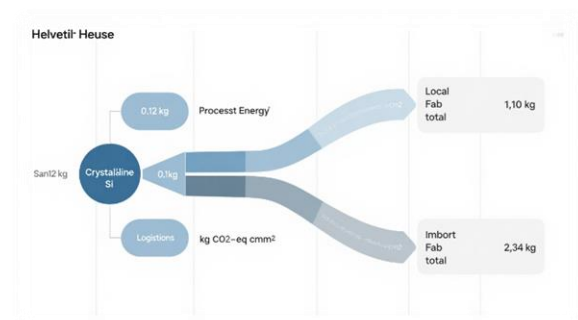 Helvetil Heuse
0.12 kg
Processt Energy
San12 kg
Crystalline
Si
0.1kg
Logistions
kg CO2-eq cmm²
Local
Fab
total
1,10 kg
Imbort
Fab
total
2,34 kg